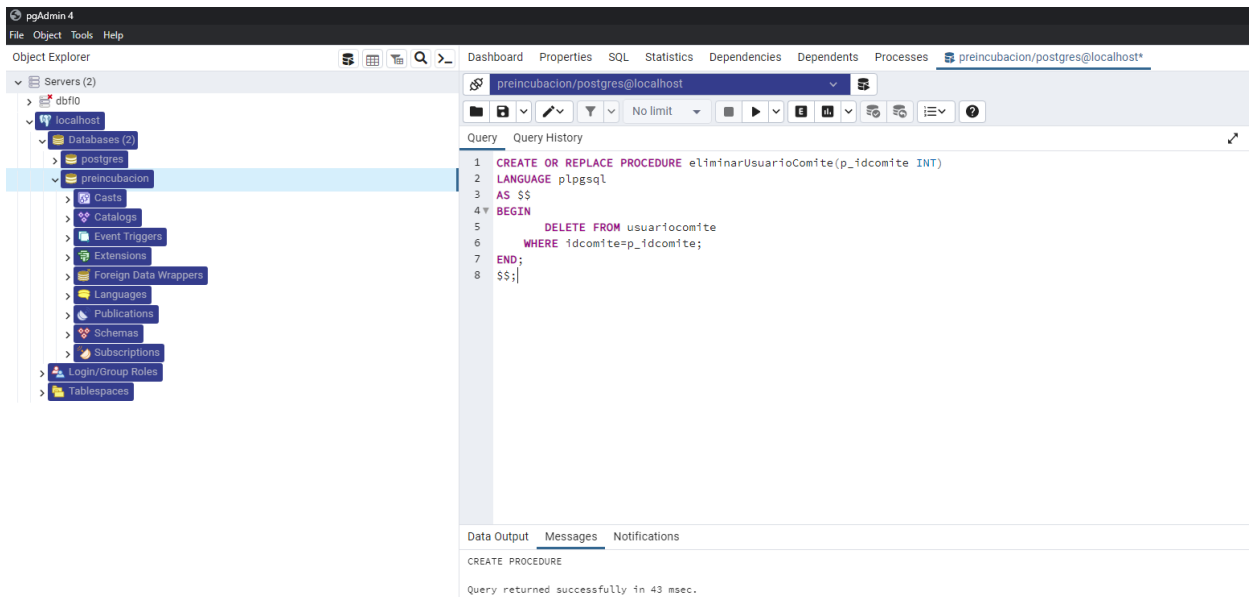 pgAdmin 4
File Object Tools Help
Object Explorer
Dashboard Properties SQL Statistics Dependencies Dependents Processes preincubacion/postgres@localhost*
Servers (2)
dbfl0
localhost
Databases (2)
postgres
preincubacion
Casts
Catalogs
Event Triggers
Extensions
Foreign Data Wrappers
Languages
Publications
Schemas
Subscriptions
Login/Group Roles
Tablespaces
preincubacion/postgres@localhost
No limit
E
Query Query History
1 CREATE OR REPLACE PROCEDURE eliminarUsuarioComite(p_idcomite INT)
2 LANGUAGE plpgsql
3 AS $$
4 BEGIN
5 DELETE FROM usuariocomite
6 WHERE idcomite=p_idcomite;
7 END;
8 $$;
Data Output Messages Notifications
CREATE PROCEDURE
Query returned successfully in 43 msec.